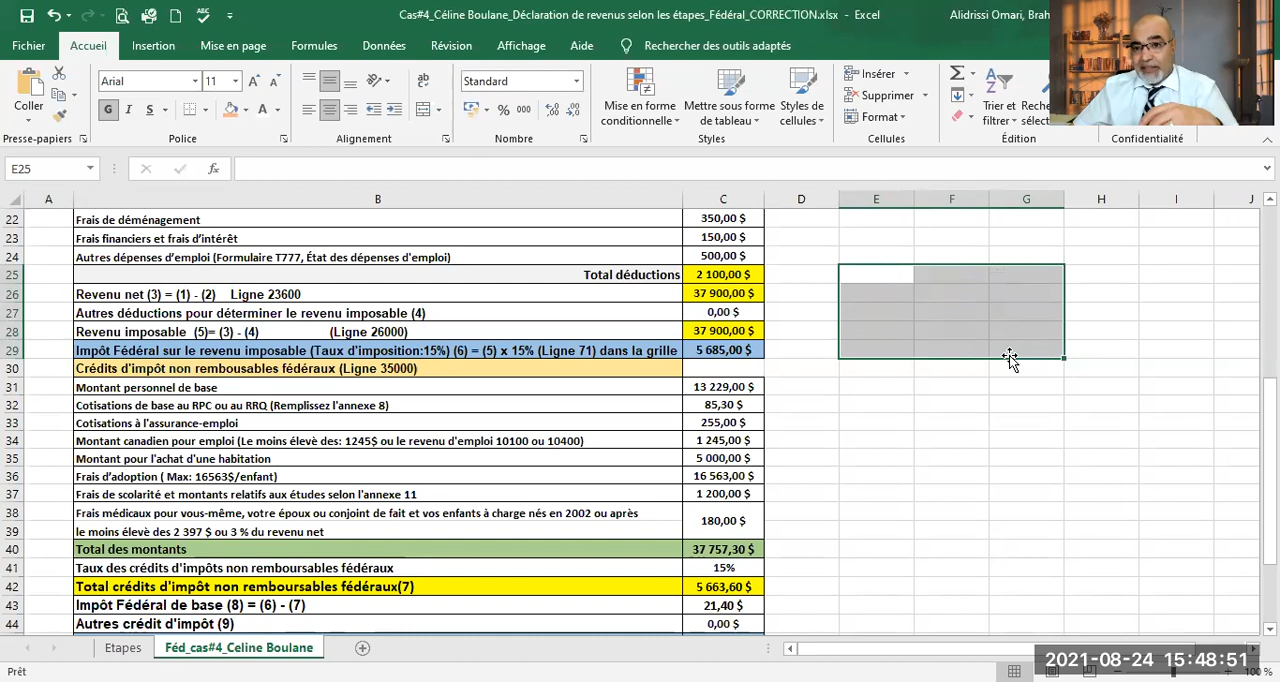 Cas#4_Céline Boulane_Déclaration de revenus selon les étapes_Fédéral_CORRECTION.xlsx - Excel
Alidrissi Omari, Brah
Fichier Accueil Insertion Mise en page Formules Données Révision Affichage Aide Rechercher des outils adaptés
Coller
Arial 11
G I S
ab
Standard
% 000
Mise en forme conditionnelle
Mettre sous forme de tableau
Styles de cellules
Insérer
Supprimer
Format
Trier et filtrer
Reche
sélect
Presse-papiers Police Alignement Nombre Styles Cellules Édition Confidentialité
E25 fx
A B C D E F G H I J
22 Frais de déménagement 350,00 $
23 Frais financiers et frais d'intérêt 150,00 $
24 Autres dépenses d'emploi (Formulaire T777, État des dépenses d'emploi) 500,00 $
25 Total déductions 2 100,00 $
26 Revenu net (3) = (1) - (2) Ligne 23600 37 900,00 $
27 Autres déductions pour déterminer le revenu imposable (4) 0,00 $
28 Revenu imposable (5)= (3) - (4) (Ligne 26000) 37 900,00 $
29 Impôt Fédéral sur le revenu imposable (Taux d'imposition:15%) (6) = (5) x 15% (Ligne 71) dans la grille 5 685,00 $
30 Crédits d'impôt non rembousables fédéraux (Ligne 35000)
31 Montant personnel de base 13 229,00 $
32 Cotisations de base au RPC ou au RRQ (Remplissez l'annexe 8) 85,30 $
33 Cotisations à l'assurance-emploi 255,00 $
34 Montant canadien pour emploi (Le moins élevè des: 1245$ ou le revenu d'emploi 10100 ou 10400) 1 245,00 $
35 Montant pour l'achat d'une habitation 5 000,00 $
36 Frais d'adoption ( Max: 16563$/enfant) 16 563,00 $
37 Frais de scolarité et montants relatifs aux études selon l'annexe 11 1 200,00 $
38 Frais médicaux pour vous-même, votre époux ou conjoint de fait et vos enfants à charge nés en 2002 ou après 180,00 $
39 le moins élevè des 2 397 $ ou 3 % du revenu net
40 Total des montants 37 757,30 $
41 Taux des crédits d'impôts non remboursables fédéraux 15%
42 Total crédits d'impôt non remboursables fédéraux(7) 5 663,60 $
43 Impôt Fédéral de base (8) = (6) - (7) 21,40 $
44 Autres crédit d'impôt (9) 0,00 $
Etapes Féd_cas#4_Celine Boulane
Prêt
2021-08-24 15:48:51
100 %